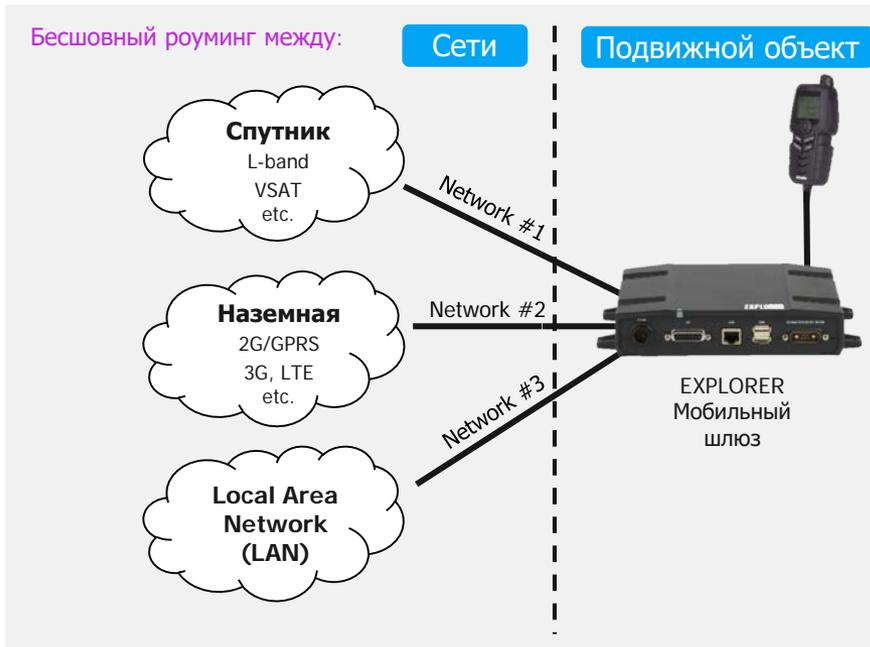 Бесшовный роуминг между:
Сети
Подвижной объект
Спутник
L-band
VSAT
etc.
Network #1
Наземная
2G/GPRS
3G, LTE
etc.
Network #2
Network #3
Local Area
Network
(LAN)
EXPLORER
EXPLORER
Мобильный
шлюз